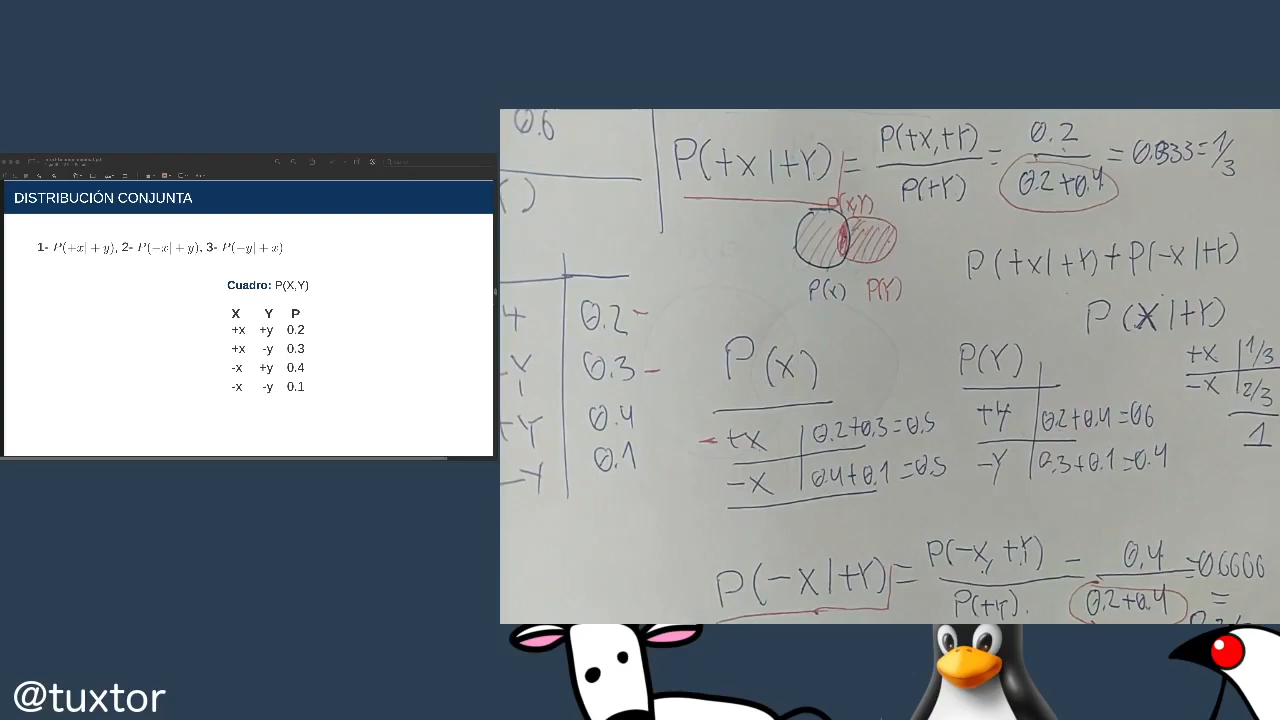 DISTRIBUCIÓN CONJUNTA
1- P(+x|+y), 2- P(−x|+y), 3- P(−y|+x)
Cuadro: P(X,Y)
X Y P
+x +y 0.2
+x -y 0.3
-x +y 0.4
-x -y 0.1
@tuxtor
0.6
)
+Y 0.2
-Y 0.3
+Y 0.4
-Y 0.1
P(+X|+Y) = P(+X,+Y) / P(+Y) = 0.2 / 0.2+0.4 = 0.333=1/3
P(X,Y)
P(X) P(Y)
P(+X|+Y)+P(-X|+Y)
P(X|+Y)
+X 1/3
-X 2/3
1
P(X)
+X 0.2+0.3=0.5
-X 0.4+0.1=0.5
P(Y)
+Y 0.2+0.4=06
-Y 0.3+0.1=0.4
P(-X|+Y) = P(-X,+Y) / P(+Y). = 0.4 / 0.2+0.4 =0.6666
=